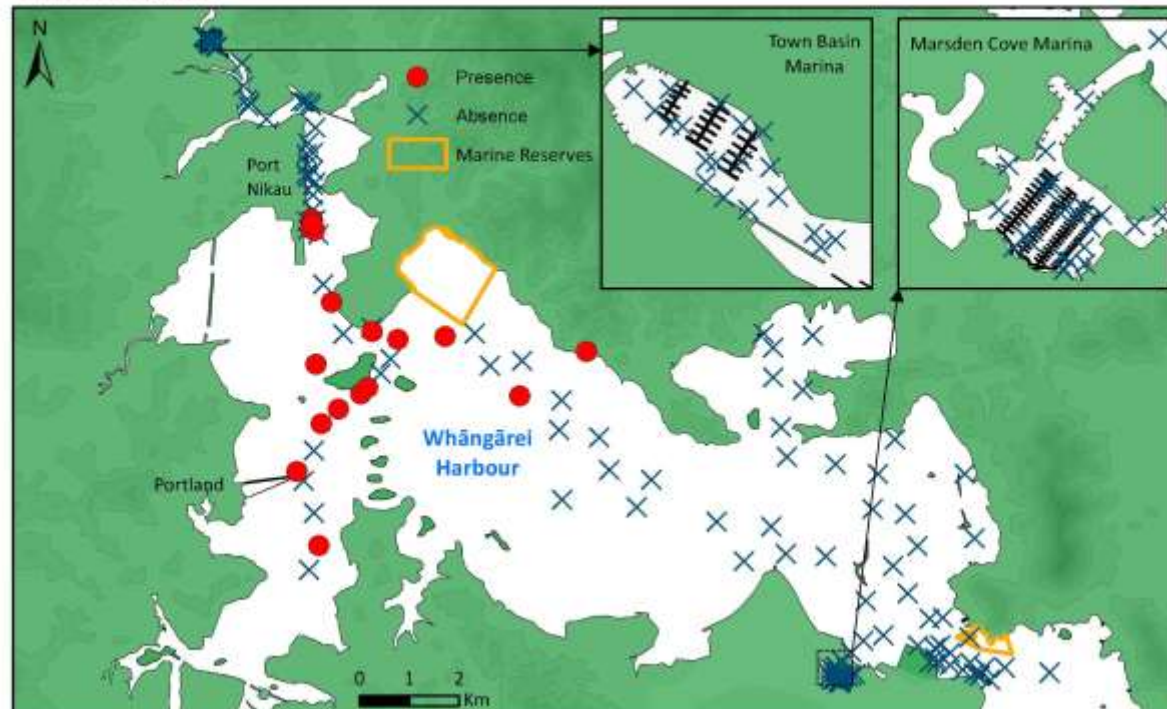 N
Presence
Absence
Marine Reserves
Port
Nikau
Town Basin
Marina
Marsden Cove Marina
Whāngārei
Harbour
Portland
0 1 2
Km